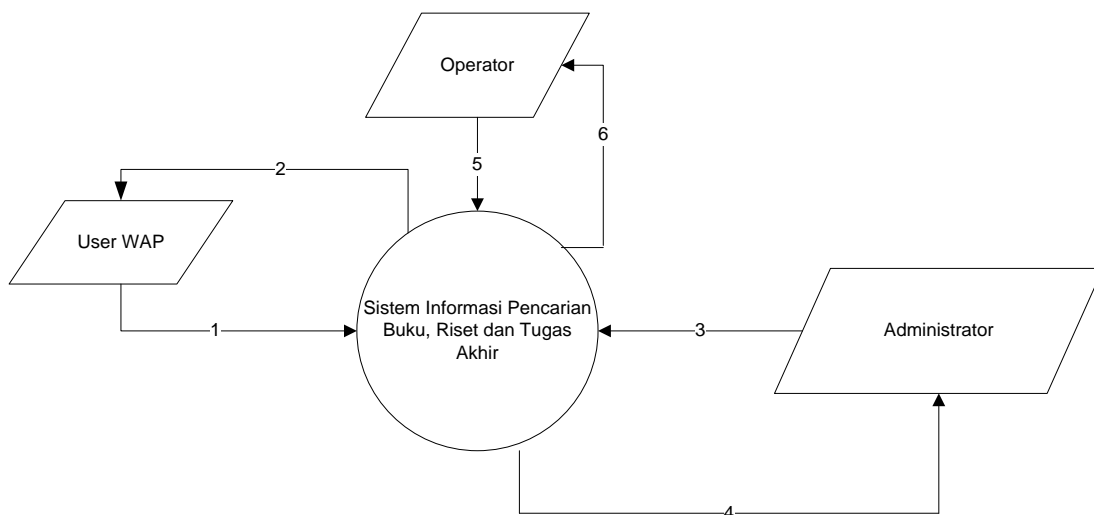 Operator
6
5
2
User WAP
Sistem Informasi Pencarian
Buku, Riset dan Tugas
Akhir
1
3
Administrator
4